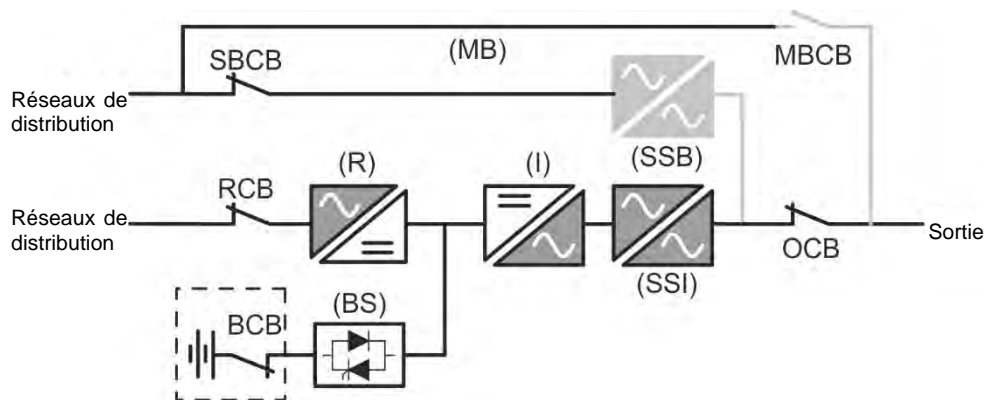 (MB)
MBCB
SBCB
Réseaux de
distribution
(SSB)
(R)
(I)
RCB
Réseaux de
distribution
Sortie
OCB
(SSI)
(BS)
BCB